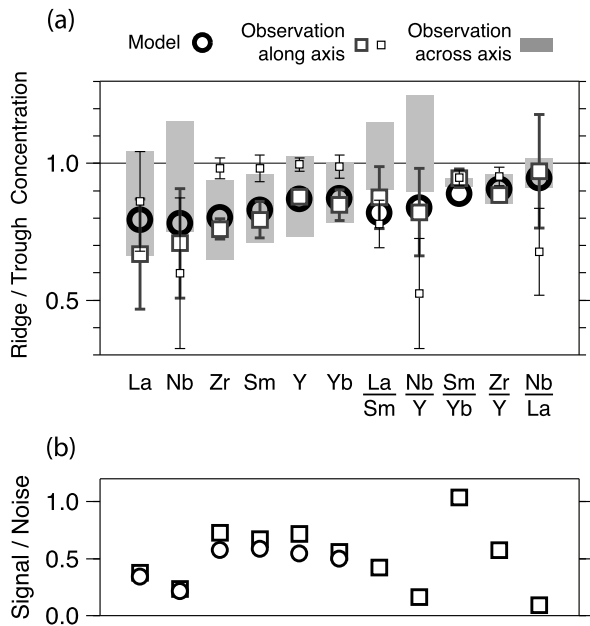 (a)
Model
Observation
along axis
Observation
across axis
Ridge / Trough Concentration
1.0
0.5
La Nb Zr Sm Y Yb La/Sm Nb/Y Sm/Yb Zr/Y Nb/La
(b)
Signal / Noise
1.0
0.5
0.0